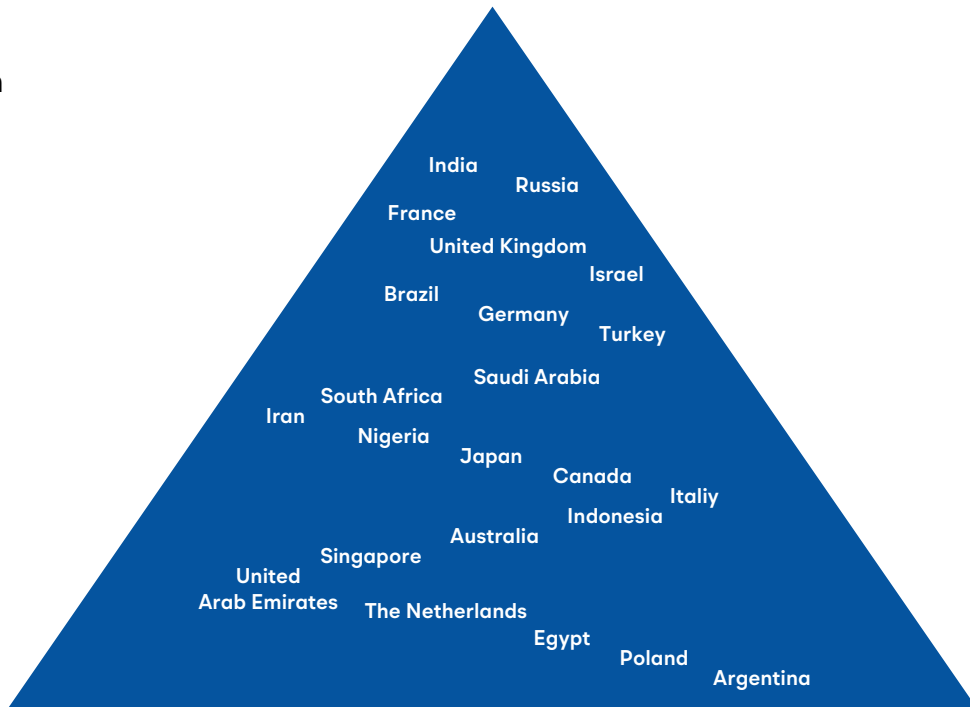 India
Russia
France
United Kingdom
Israel
Brazil
Germany
Turkey
Saudi Arabia
South Africa
Iran
Nigeria
Japan
Canada
Italiy
Indonesia
Australia
Singapore
United
Arab Emirates
The Netherlands
Egypt
Poland
Argentina